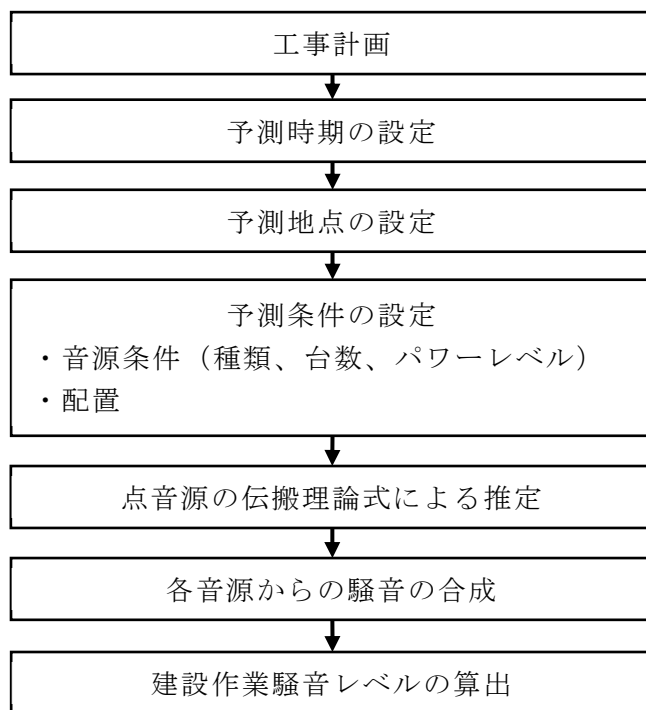 工事計画
予測時期の設定
予測地点の設定
予測条件の設定
・音源条件（種類、台数、パワーレベル）
・配置
点音源の伝搬理論式による推定
各音源からの騒音の合成
建設作業騒音レベルの算出